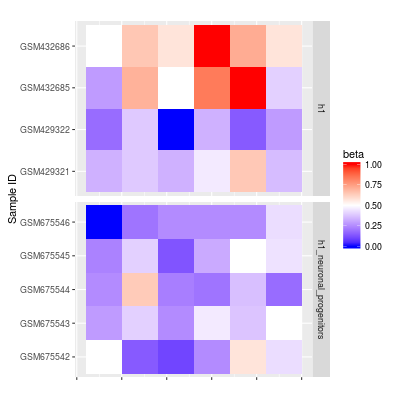 Sample ID
GSM432686
GSM432685
GSM429322
GSM429321
h1
GSM675546
GSM675545
GSM675544
GSM675543
GSM675542
h1_neuronal_progenitors
beta
1.00
0.75
0.50
0.25
0.00